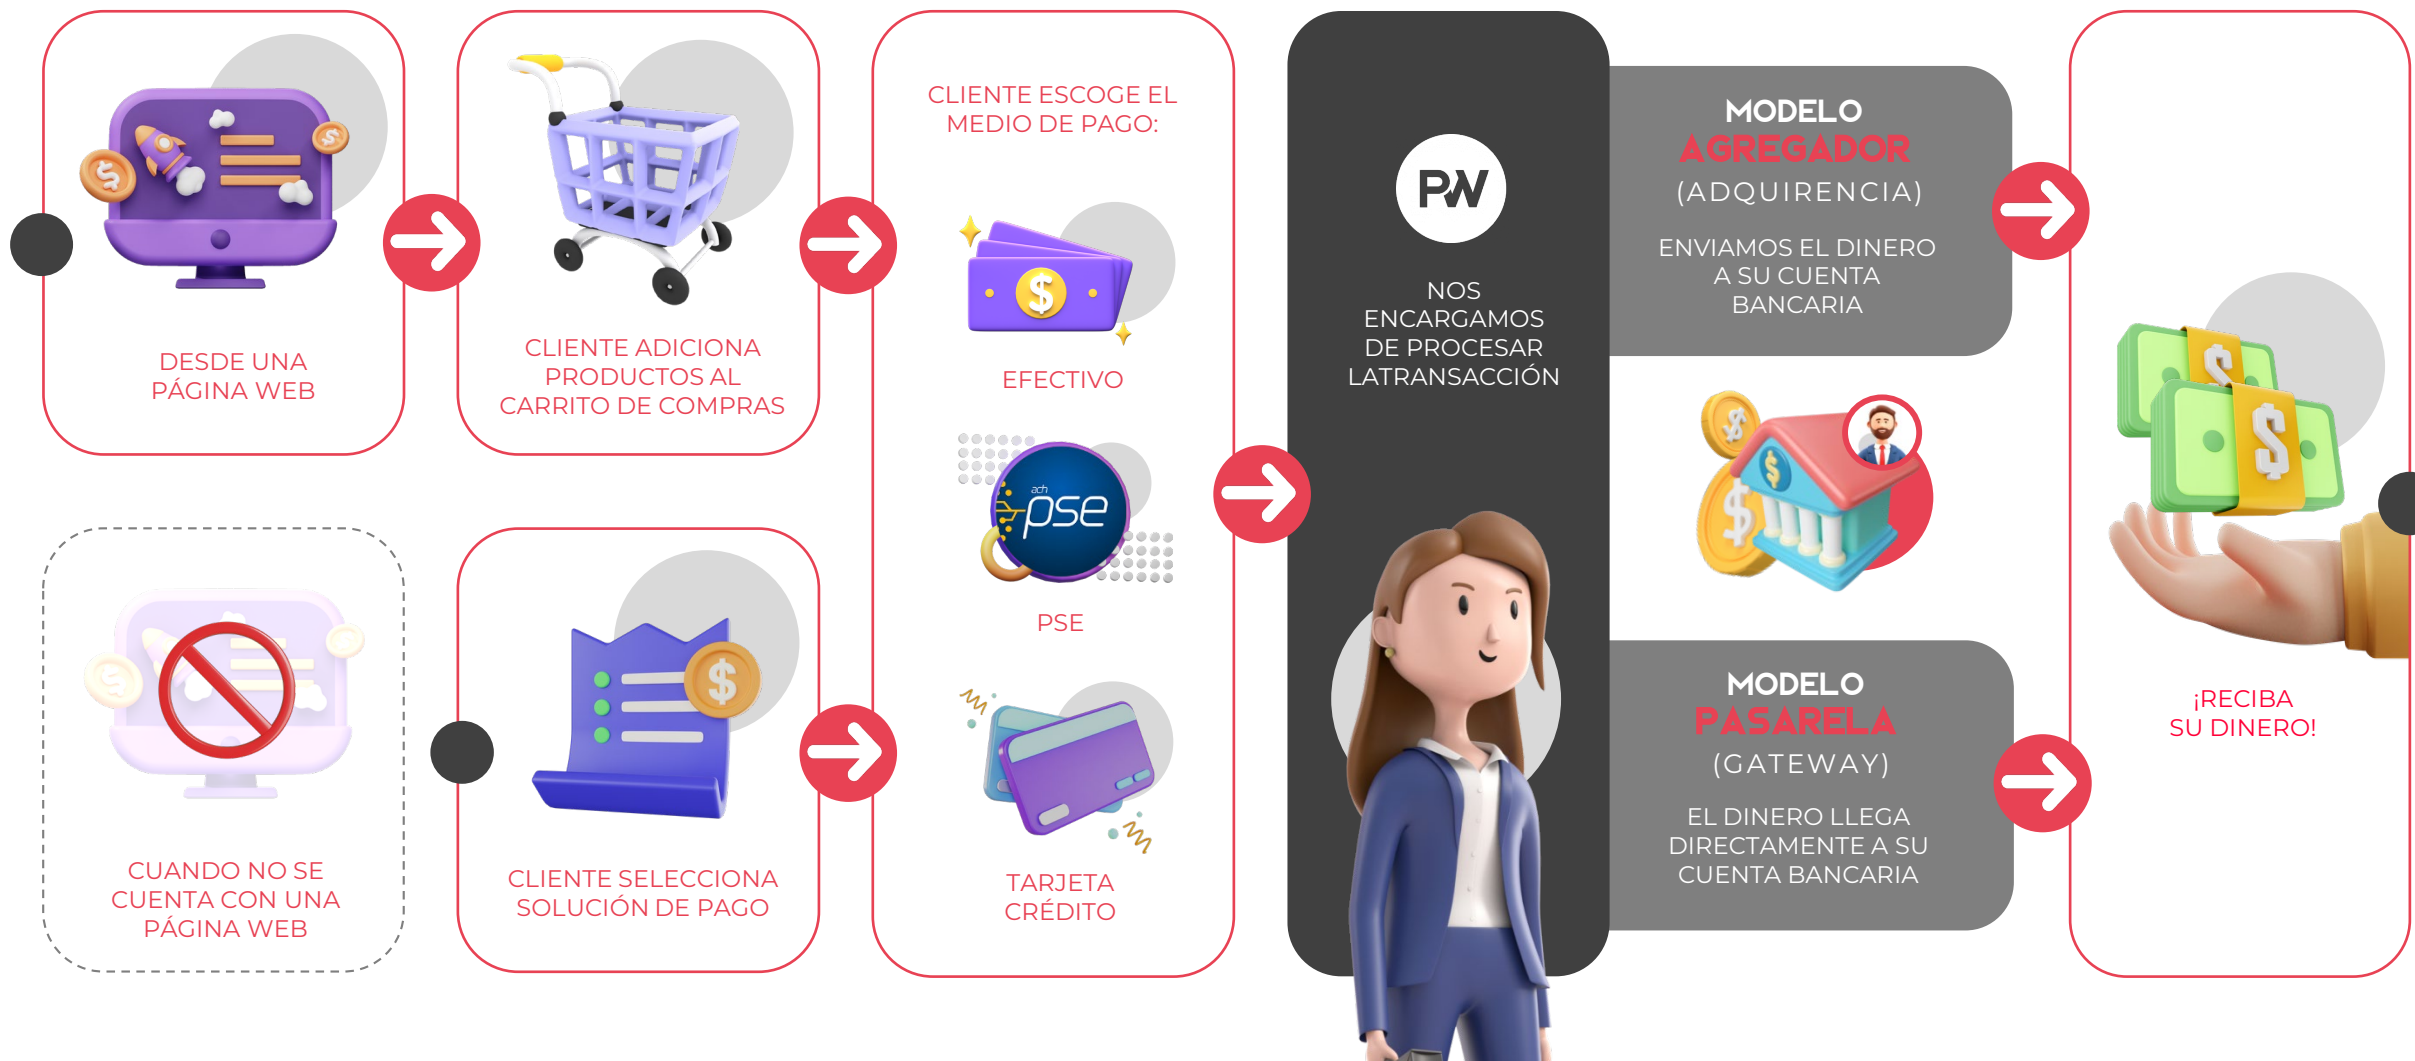 DESDE UNA
PÁGINA WEB
CLIENTE ADICIONA
PRODUCTOS AL
CARRITO DE COMPRAS
CUANDO NO SE
CUENTA CON UNA
PÁGINA WEB
CLIENTE SELECCIONA
SOLUCIÓN DE PAGO
CLIENTE ESCOGE EL
MEDIO DE PAGO:
EFECTIVO
ach
pse
PSE
TARJETA
CRÉDITO
PW
NOS
ENCARGAMOS
DE PROCESAR
LATRANSACCIÓN
MODELO
AGREGADOR
(ADQUIRENCIA)
ENVIAMOS EL DINERO
A SU CUENTA
BANCARIA
MODELO
PASARELA
(GATEWAY)
EL DINERO LLEGA
DIRECTAMENTE A SU
CUENTA BANCARIA
¡RECIBA
SU DINERO!